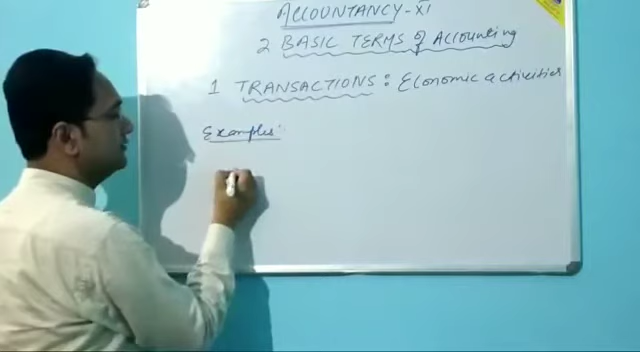 ACCOUNTANCY-XI
2 BASIC TERMS of Accounting
1 TRANSACTIONS : Economic activities
Examples: